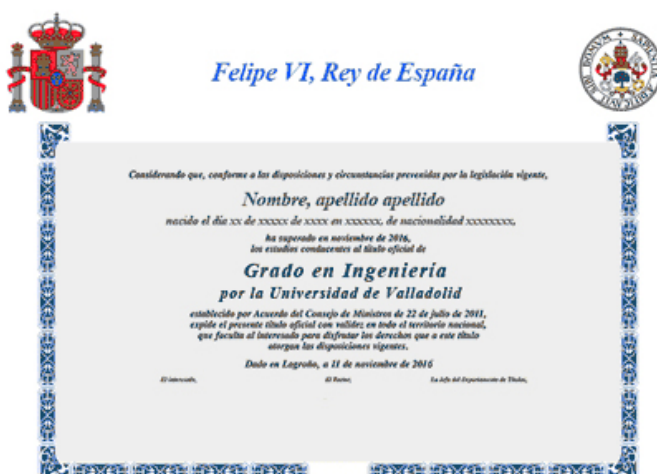 Felipe VI, Rey de España
Considerando que, conforme a las disposiciones y circunstancias prevenidas por la legislación vigente,
Nombre, apellido apellido
nacido el día xx de xxxxx de xxxx en xxxxxx, de nacionalidad xxxxxxxx,
ha superado en noviembre de 2016,
los estudios conducentes al título oficial de
Grado en Ingeniería
por la Universidad de Valladolid
establecido por Acuerdo del Consejo de Ministros de 22 de julio de 2011,
expide el presente título oficial con validez en todo el territorio nacional,
que faculta al interesado para disfrutar los derechos que a este título
otorgan las disposiciones vigentes.
Dado en Logroño, a 11 de noviembre de 2016
El interesado, El Rector, La Jefa del Departamento de Títulos,